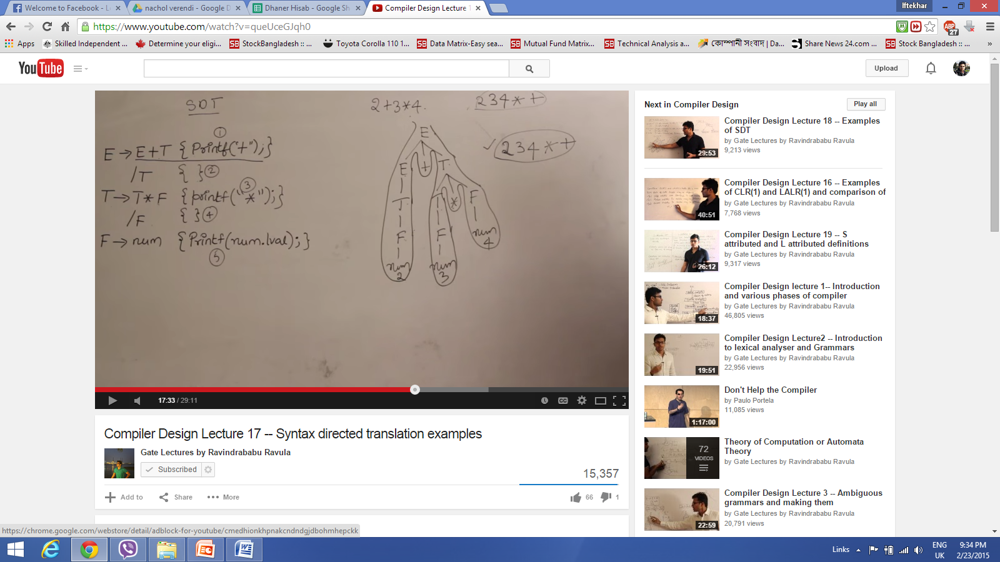 Welcome to Facebook - L
nachol verendi - Google D
Dhaner Hisab - Google Sh
Compiler Design Lecture 1
Iftekhar
https://www.youtube.com/watch?v=queUceGJqh0
ABP
27
Apps
Skilled Independent ...
Determine your eligi...
StockBangladesh :: ...
Toyota Corolla 110 1...
Data Matrix-Easy sea...
Mutual Fund Matrix...
Technical Analysis a...
কোম্পানী সংবাদ | Da...
Share News 24.com ...
Stock Bangladesh :: ...
»
YouTube
Upload
SDT
E → E+T { Printf("+"); } ①
/T { } ②
T → T*F { printf("*"); } ③
/F { } ④
F → num { Printf(num.lval); } ⑤
2+3*4.
234*+
234*+
E
E + T
T T * F
F F num
num num 4
2 3
17:33 / 29:11
CC
Compiler Design Lecture 17 -- Syntax directed translation examples
Gate Lectures by Ravindrababu Ravula
Subscribed
15,357
Add to
Share
More
66
1
Next in Compiler Design
Play all
Compiler Design Lecture 18 -- Examples
of SDT
by Gate Lectures by Ravindrababu Ravula
9,213 views
29:53
Compiler Design Lecture 16 -- Examples
of CLR(1) and LALR(1) and comparison of
by Gate Lectures by Ravindrababu Ravula
7,768 views
40:51
Compiler Design Lecture 19 -- S
attributed and L attributed definitions
by Gate Lectures by Ravindrababu Ravula
9,317 views
26:12
Compiler Design lecture 1-- Introduction
and various phases of compiler
by Gate Lectures by Ravindrababu Ravula
46,805 views
18:37
Compiler Design Lecture2 -- Introduction
to lexical analyser and Grammars
by Gate Lectures by Ravindrababu Ravula
22,956 views
19:51
Don't Help the Compiler
by Paulo Portela
11,085 views
1:17:00
Theory of Computation or Automata
Theory
by Gate Lectures by Ravindrababu Ravula
72
VIDEOS
Compiler Design Lecture 3 -- Ambiguous
grammars and making them
by Gate Lectures by Ravindrababu Ravula
20,791 views
22:59
https://chrome.google.com/webstore/detail/adblock-for-youtube/cmedhionkhpnakcndndgjdbohmhepckk
Links
ENG
UK
9:34 PM
2/23/2015